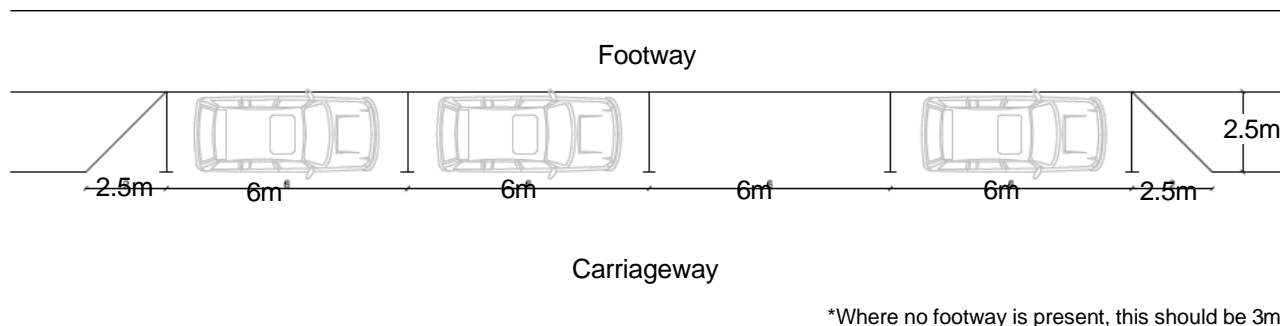 Footway
2.5m
2.5m 6m 6m 6m 6m 2.5m
Carriageway
*Where no footway is present, this should be 3m